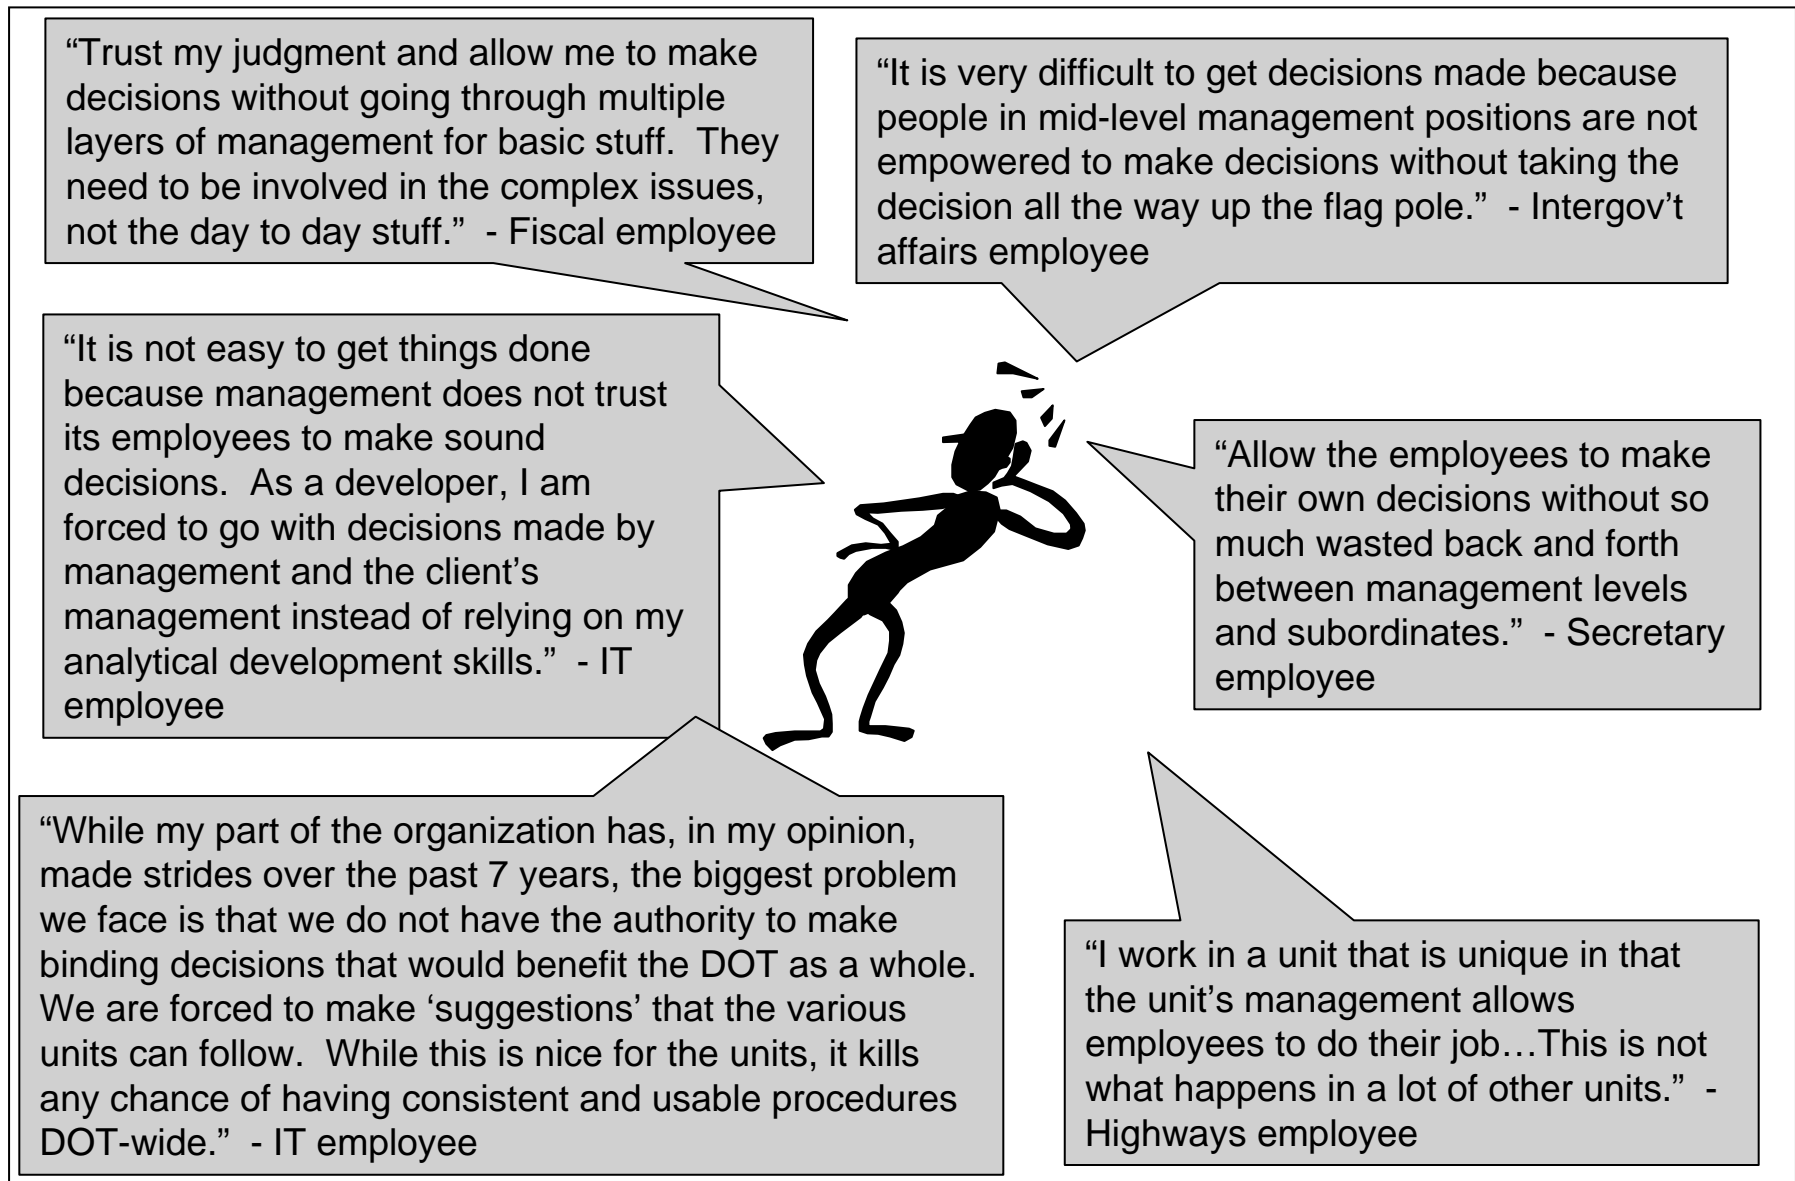 “Trust my judgment and allow me to make
decisions without going through multiple
layers of management for basic stuff.  They
need to be involved in the complex issues,
not the day to day stuff.”  - Fiscal employee
“It is very difficult to get decisions made because
people in mid-level management positions are not
empowered to make decisions without taking the
decision all the way up the flag pole.”  - Intergov’t
affairs employee
“It is not easy to get things done
because management does not trust
its employees to make sound
decisions.  As a developer, I am
forced to go with decisions made by
management and the client’s
management instead of relying on my
analytical development skills.”  - IT
employee
“Allow the employees to make
their own decisions without so
much wasted back and forth
between management levels
and subordinates.”  - Secretary
employee
“While my part of the organization has, in my opinion,
made strides over the past 7 years, the biggest problem
we face is that we do not have the authority to make
binding decisions that would benefit the DOT as a whole.
We are forced to make ‘suggestions’ that the various
units can follow.  While this is nice for the units, it kills
any chance of having consistent and usable procedures
DOT-wide.”  - IT employee
“I work in a unit that is unique in that
the unit’s management allows
employees to do their job…This is not
what happens in a lot of other units.”  -
Highways employee